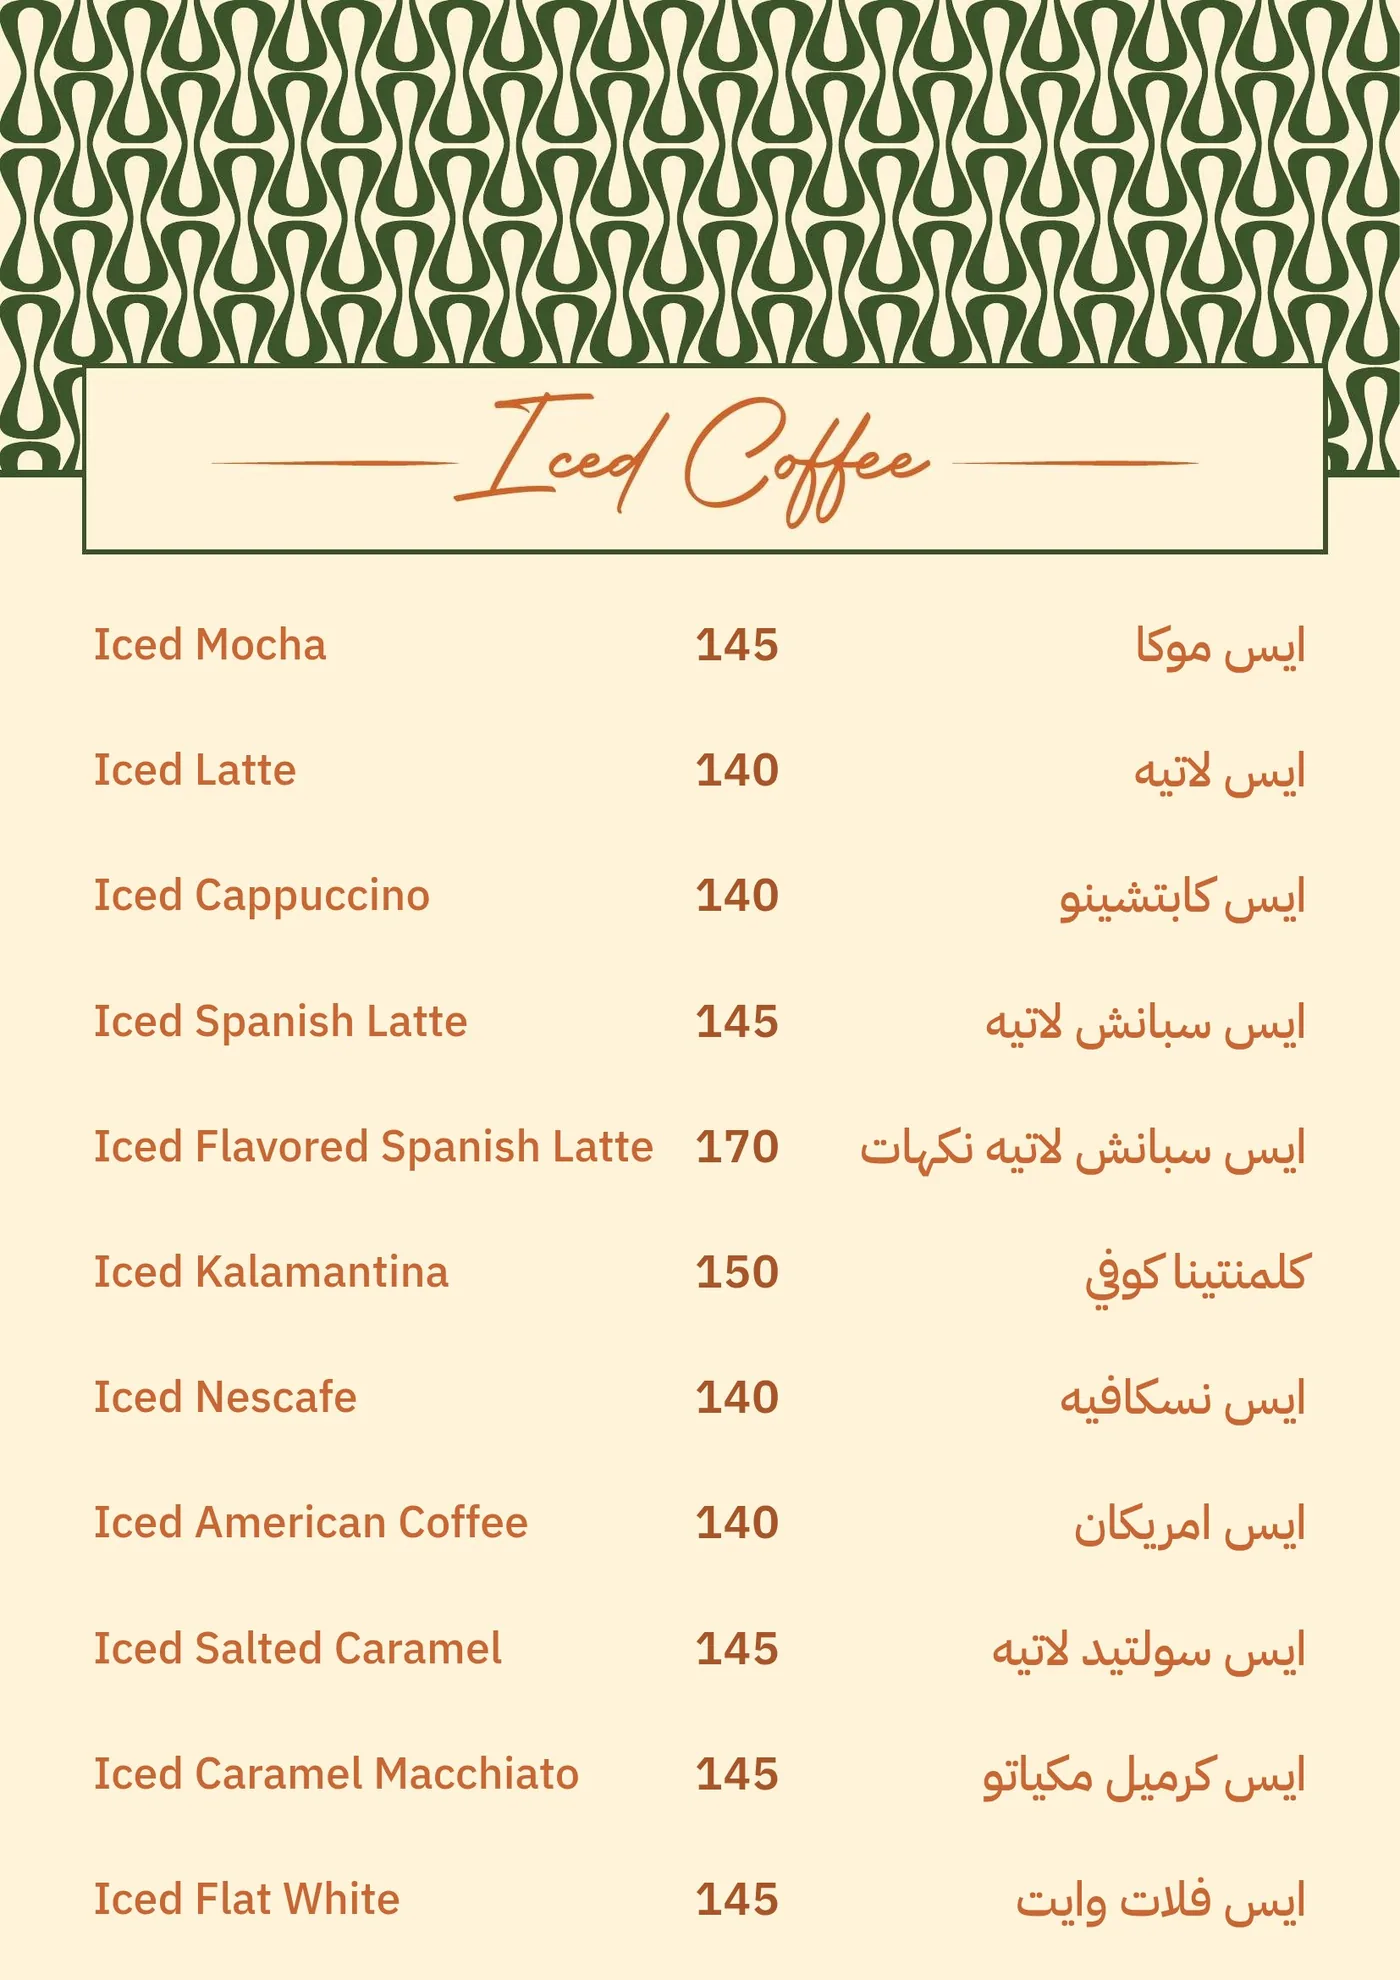 Iced Coffee
Iced Mocha 145 ايس موكا
Iced Latte 140 ايس لاتيه
Iced Cappuccino 140 ايس كابتشينو
Iced Spanish Latte 145 ايس سبانش لاتيه
Iced Flavored Spanish Latte 170 ايس سبانش لاتيه نكهات
Iced Kalamantina 150 كلمنتينا كوفي
Iced Nescafe 140 ايس نسكافيه
Iced American Coffee 140 ايس امريكان
Iced Salted Caramel 145 ايس سولتيد لاتيه
Iced Caramel Macchiato 145 ايس كرميل مكياتو
Iced Flat White 145 ايس فلات وايت